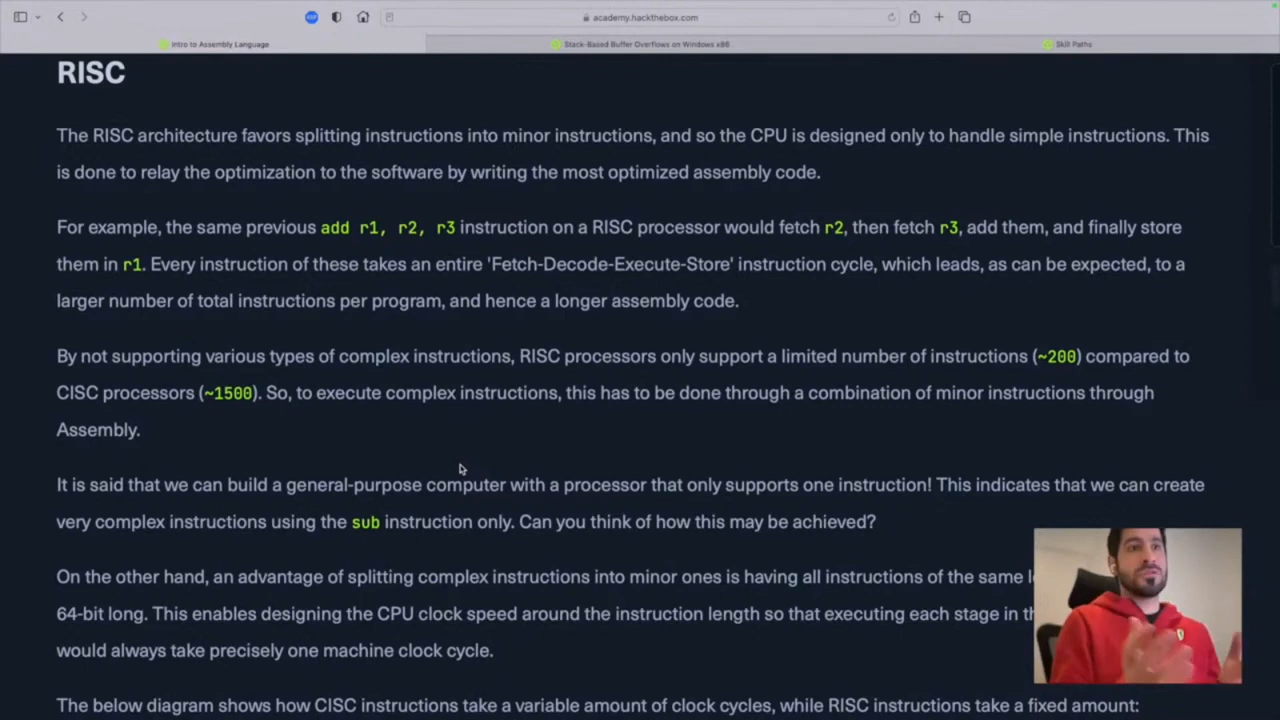 academy.hackthebox.com
Intro to Assembly Language
Stack-Based Buffer Overflows on Windows x86
Skill Paths
RISC
The RISC architecture favors splitting instructions into minor instructions, and so the CPU is designed only to handle simple instructions. This
is done to relay the optimization to the software by writing the most optimized assembly code.
For example, the same previous add r1, r2, r3 instruction on a RISC processor would fetch r2, then fetch r3, add them, and finally store
them in r1. Every instruction of these takes an entire 'Fetch-Decode-Execute-Store' instruction cycle, which leads, as can be expected, to a
larger number of total instructions per program, and hence a longer assembly code.
By not supporting various types of complex instructions, RISC processors only support a limited number of instructions (~200) compared to
CISC processors (~1500). So, to execute complex instructions, this has to be done through a combination of minor instructions through
Assembly.
It is said that we can build a general-purpose computer with a processor that only supports one instruction! This indicates that we can create
very complex instructions using the sub instruction only. Can you think of how this may be achieved?
On the other hand, an advantage of splitting complex instructions into minor ones is having all instructions of the same
64-bit long. This enables designing the CPU clock speed around the instruction length so that executing each stage in
would always take precisely one machine clock cycle.
The below diagram shows how CISC instructions take a variable amount of clock cycles, while RISC instructions take a fixed amount: